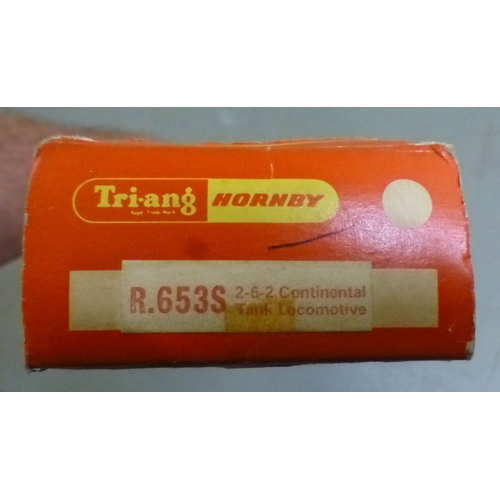 Tri-ang HORNBY
R.653S 2-6-2 Continental
Tank Locomotive